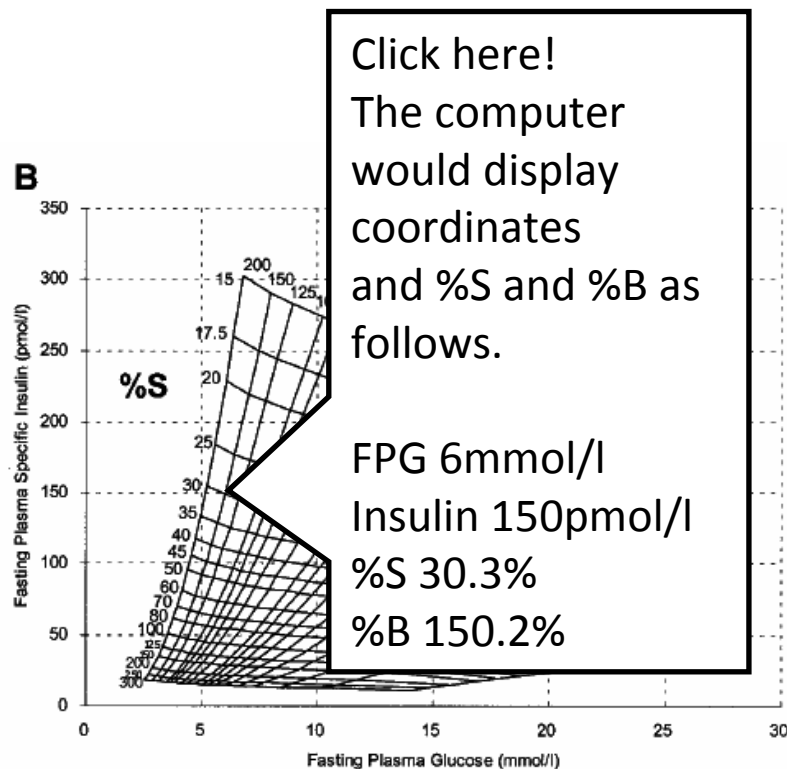 Click here!
The computer
would display
coordinates
and %S and %B as
follows.
FPG 6mmol/l
Insulin 150pmol/l
%S 30.3%
%B 150.2%
B
350
300
250
200
150
100
50
0
Fasting Plasma Specific Insulin (pmol/l)
%S
200
150
125
15
17.5
20
25
30
35
40
45
50
60
70
80
100
125
200
300
0
5
10
15
20
25
30
Fasting Plasma Glucose (mmol/l)